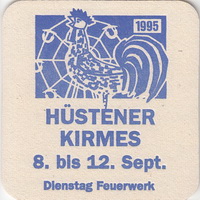 1995
HÜSTENER
KIRMES
8. bis 12. Sept.
Dienstag Feuerwerk